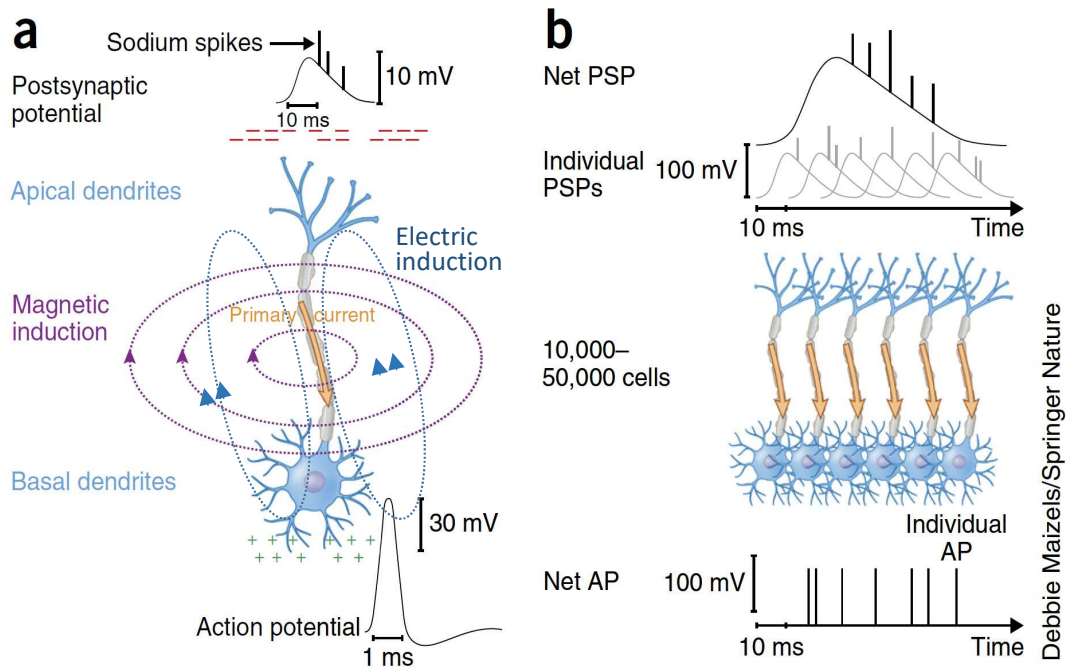 a
Sodium spikes
Postsynaptic
potential
10 mV
10 ms
Apical dendrites
Electric
induction
Magnetic
induction
Primary current
Basal dendrites
30 mV
Action potential
1 ms
b
Net PSP
Individual
PSPs
100 mV
10 ms
Time
10,000–
50,000 cells
Individual
AP
Net AP
100 mV
10 ms
Time
Debbie Maizels/Springer Nature